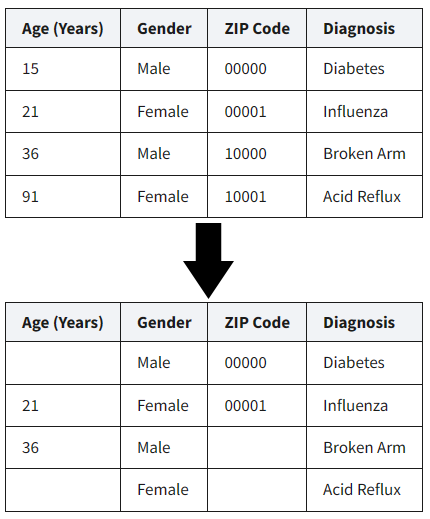 Age (Years) Gender ZIP Code Diagnosis
15 Male 00000 Diabetes
21 Female 00001 Influenza
36 Male 10000 Broken Arm
91 Female 10001 Acid Reflux
Age (Years) Gender ZIP Code Diagnosis
Male 00000 Diabetes
21 Female 00001 Influenza
36 Male Broken Arm
Female Acid Reflux